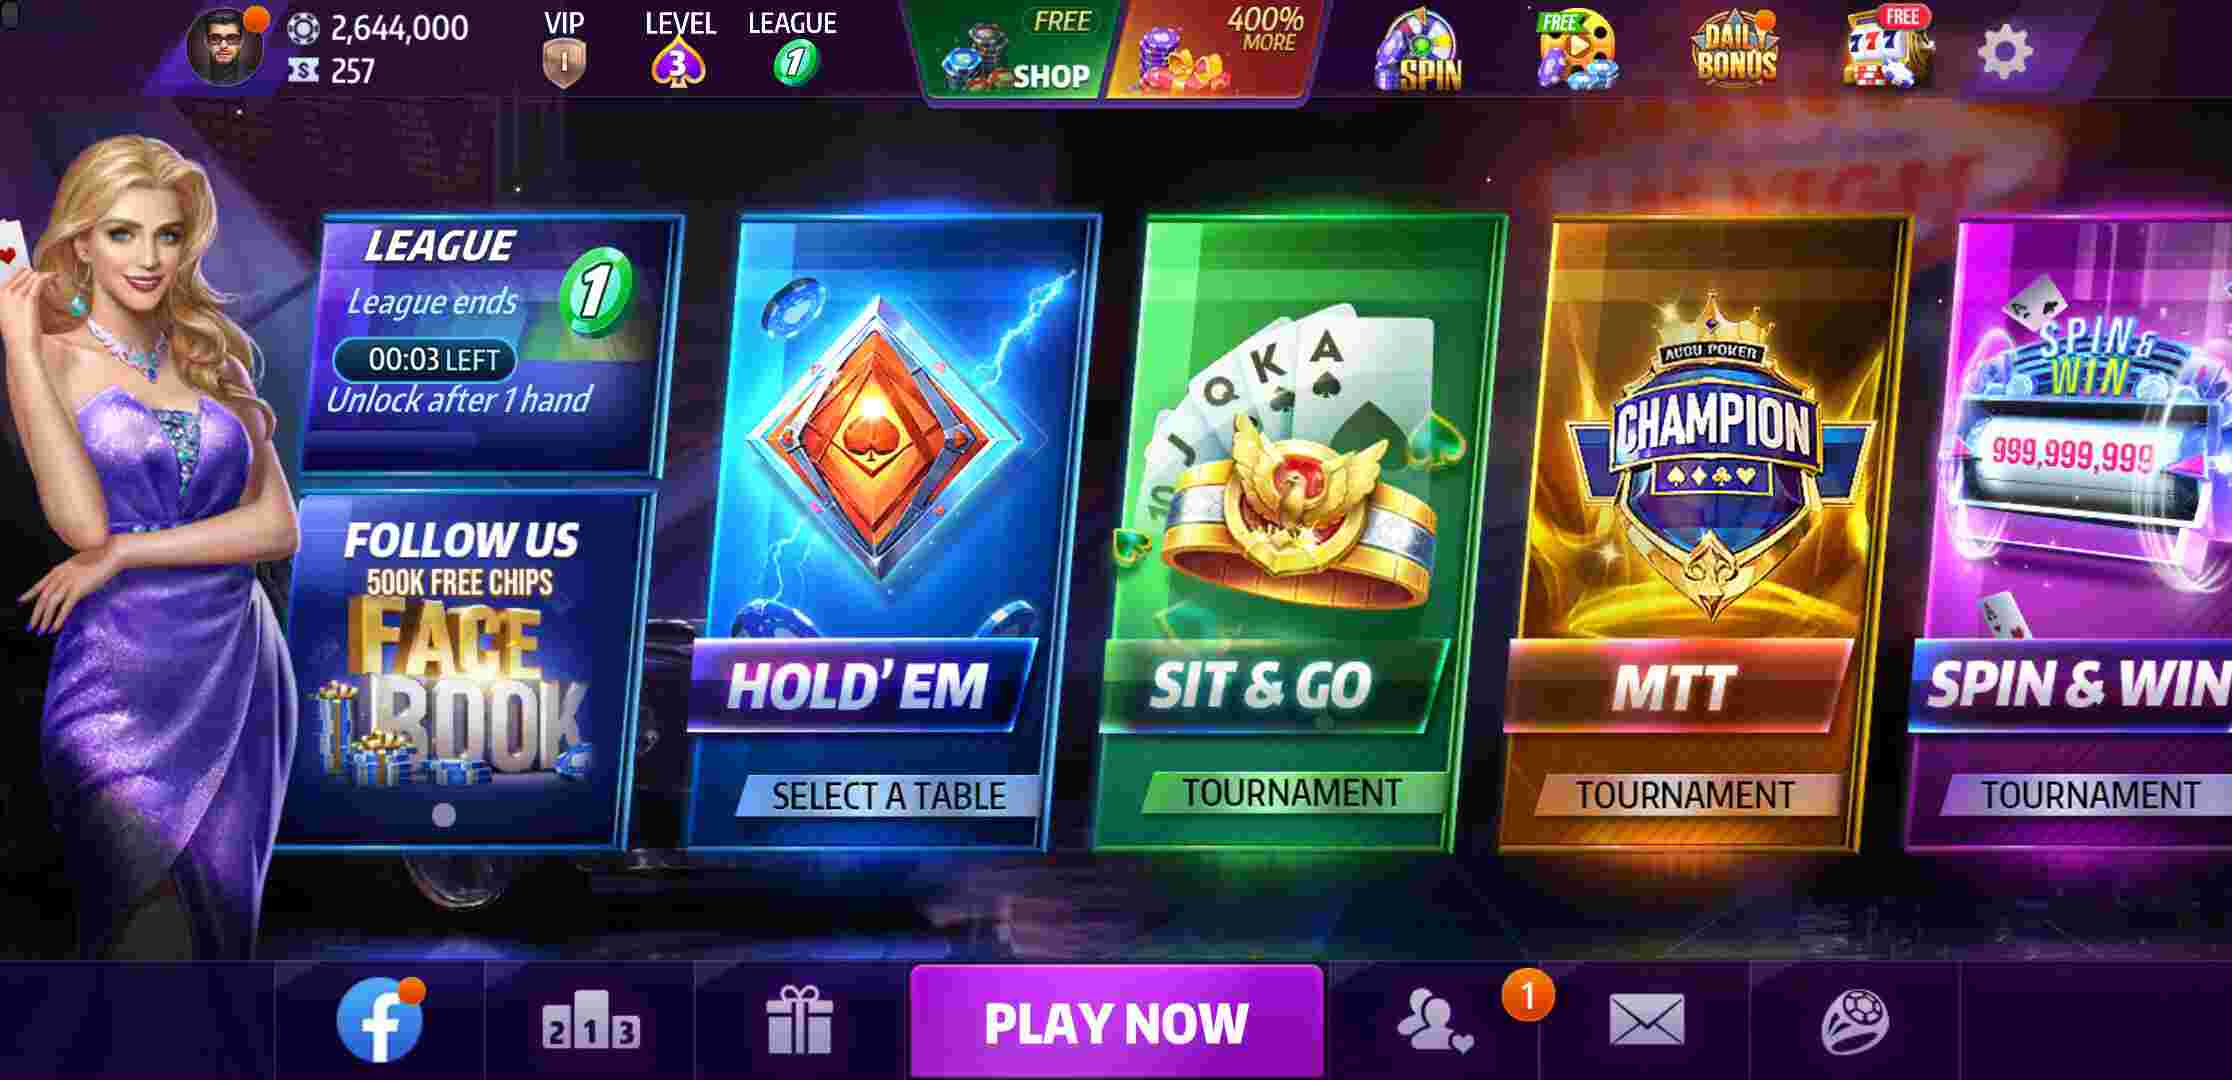 2,644,000
257
VIP
1
LEVEL
3
LEAGUE
1
FREE
SHOP
400%
MORE
SPIN
FREE
DAILY
BONUS
FREE
777
LEAGUE
League ends
1
00:03 LEFT
Unlock after 1 hand
FOLLOW US
500K FREE CHIPS
FACE
BOOK
HOLD'EM
SELECT A TABLE
10 J Q K A
SIT & GO
TOURNAMENT
AUOU POKER
CHAMPION
MTT
TOURNAMENT
A
SPIN &
WIN
999,999,999
A
SPIN & WIN
TOURNAMENT
f
2 1 3
PLAY NOW
1